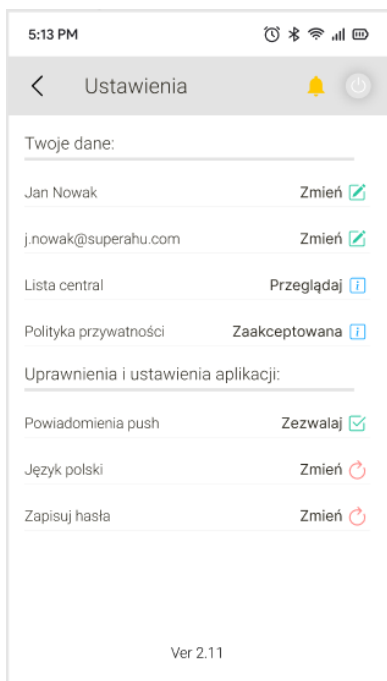 5:13 PM
Ustawienia
Twoje dane:
Jan Nowak Zmień
j.nowak@superahu.com Zmień
Lista central Przeglądaj
Polityka prywatności Zaakceptowana
Uprawnienia i ustawienia aplikacji:
Powiadomienia push Zezwalaj
Język polski Zmień
Zapisuj hasła Zmień
Ver 2.11